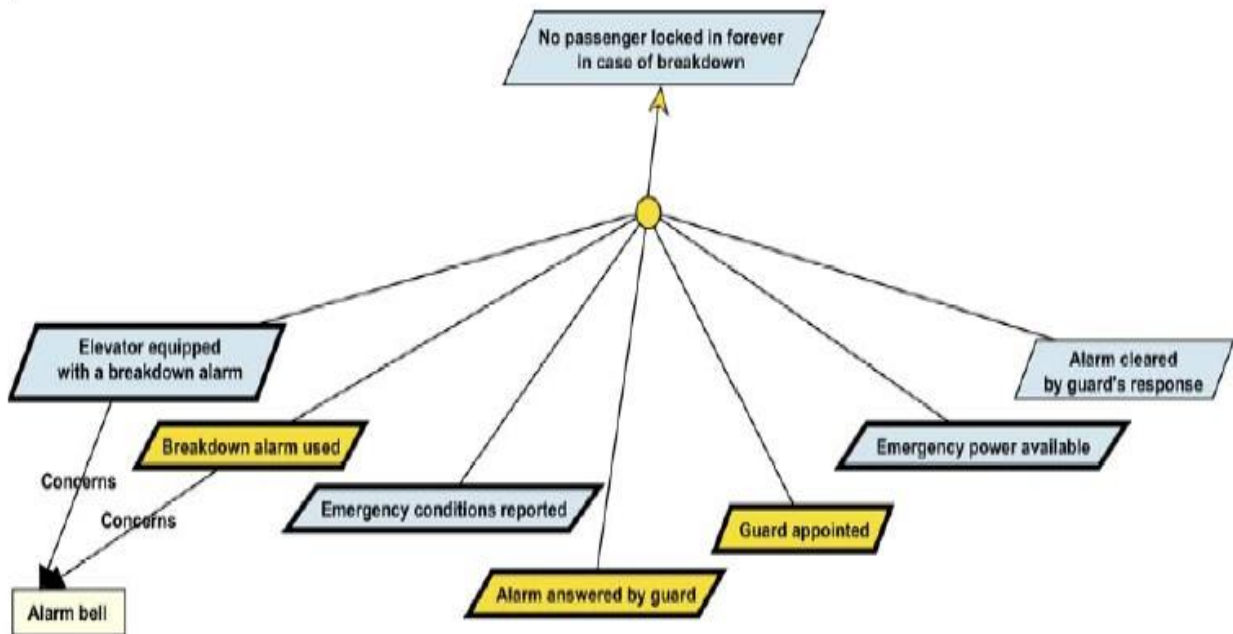 No passenger locked in forever
in case of breakdown
Elevator equipped
with a breakdown alarm
Alarm cleared
by guard's response
Breakdown alarm used
Emergency power available
Concerns
Emergency conditions reported
Concerns
Guard appointed
Alarm answered by guard
Alarm bell